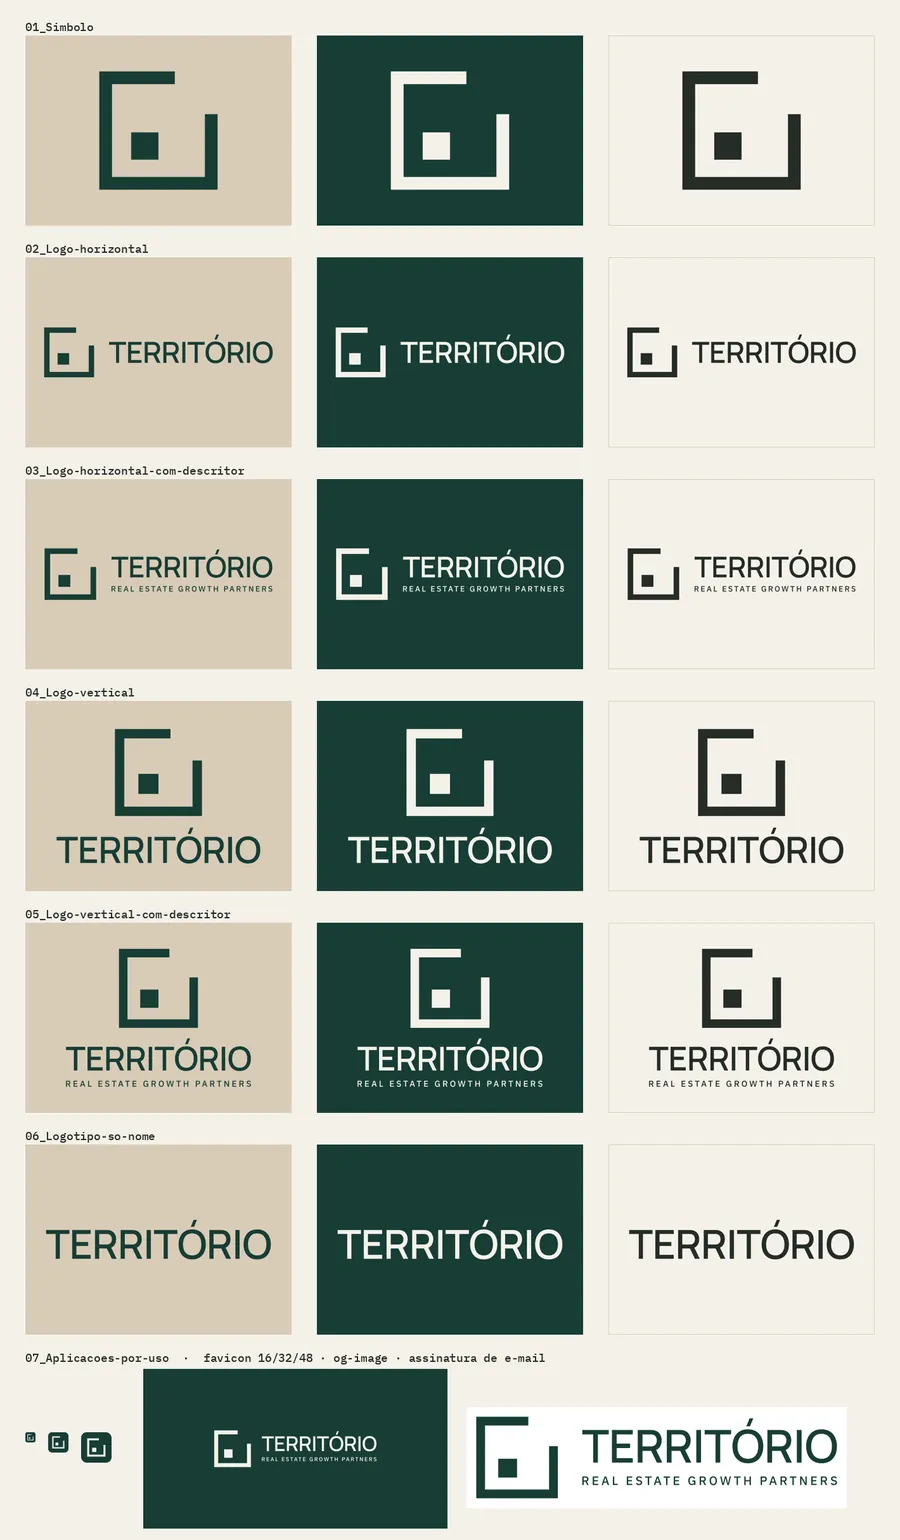 01_Simbolo
02_Logo-horizontal
TERRITÓRIO
TERRITÓRIO
TERRITÓRIO
03_Logo-horizontal-com-descritor
TERRITÓRIO
REAL ESTATE GROWTH PARTNERS
TERRITÓRIO
REAL ESTATE GROWTH PARTNERS
TERRITÓRIO
REAL ESTATE GROWTH PARTNERS
04_Logo-vertical
TERRITÓRIO
TERRITÓRIO
TERRITÓRIO
05_Logo-vertical-com-descritor
TERRITÓRIO
REAL ESTATE GROWTH PARTNERS
TERRITÓRIO
REAL ESTATE GROWTH PARTNERS
TERRITÓRIO
REAL ESTATE GROWTH PARTNERS
06_Logotipo-so-nome
TERRITÓRIO
TERRITÓRIO
TERRITÓRIO
07_Aplicacoes-por-uso · favicon 16/32/48 · og-image · assinatura de e-mail
TERRITÓRIO
REAL ESTATE GROWTH PARTNERS
TERRITÓRIO
REAL ESTATE GROWTH PARTNERS